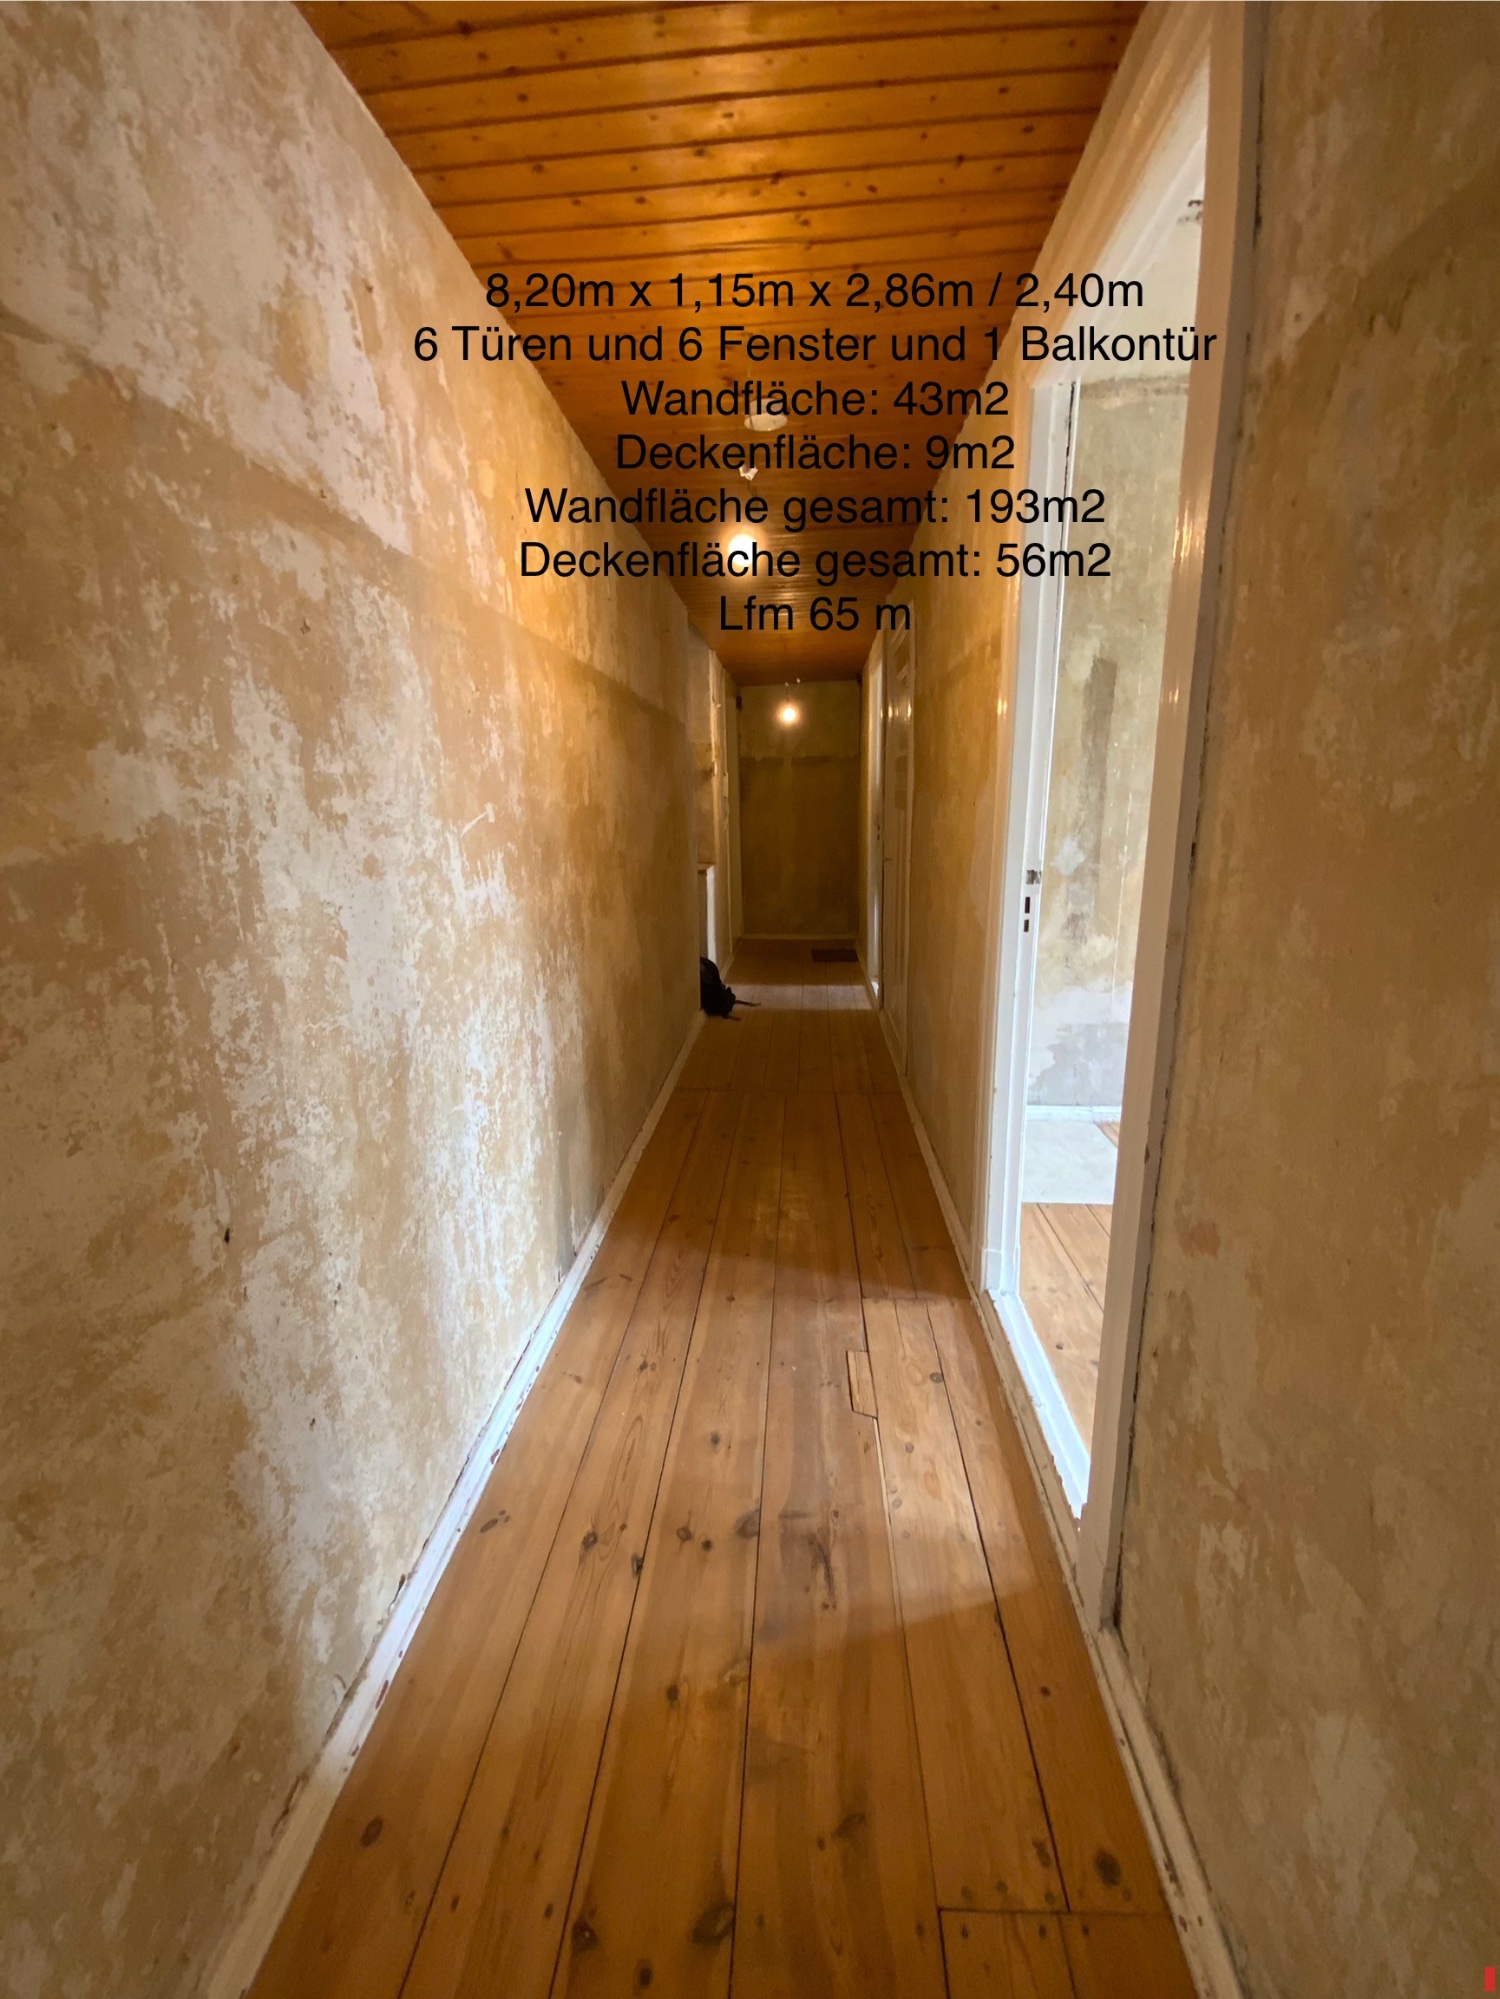 8,20m x 1,15m x 2,86m / 2,40m
6 Türen und 6 Fenster und 1 Balkontür
Wandfläche: 43m2
Deckenfläche: 9m2
Wandfläche gesamt: 193m2
Deckenfläche gesamt: 56m2
Lfm 65 m